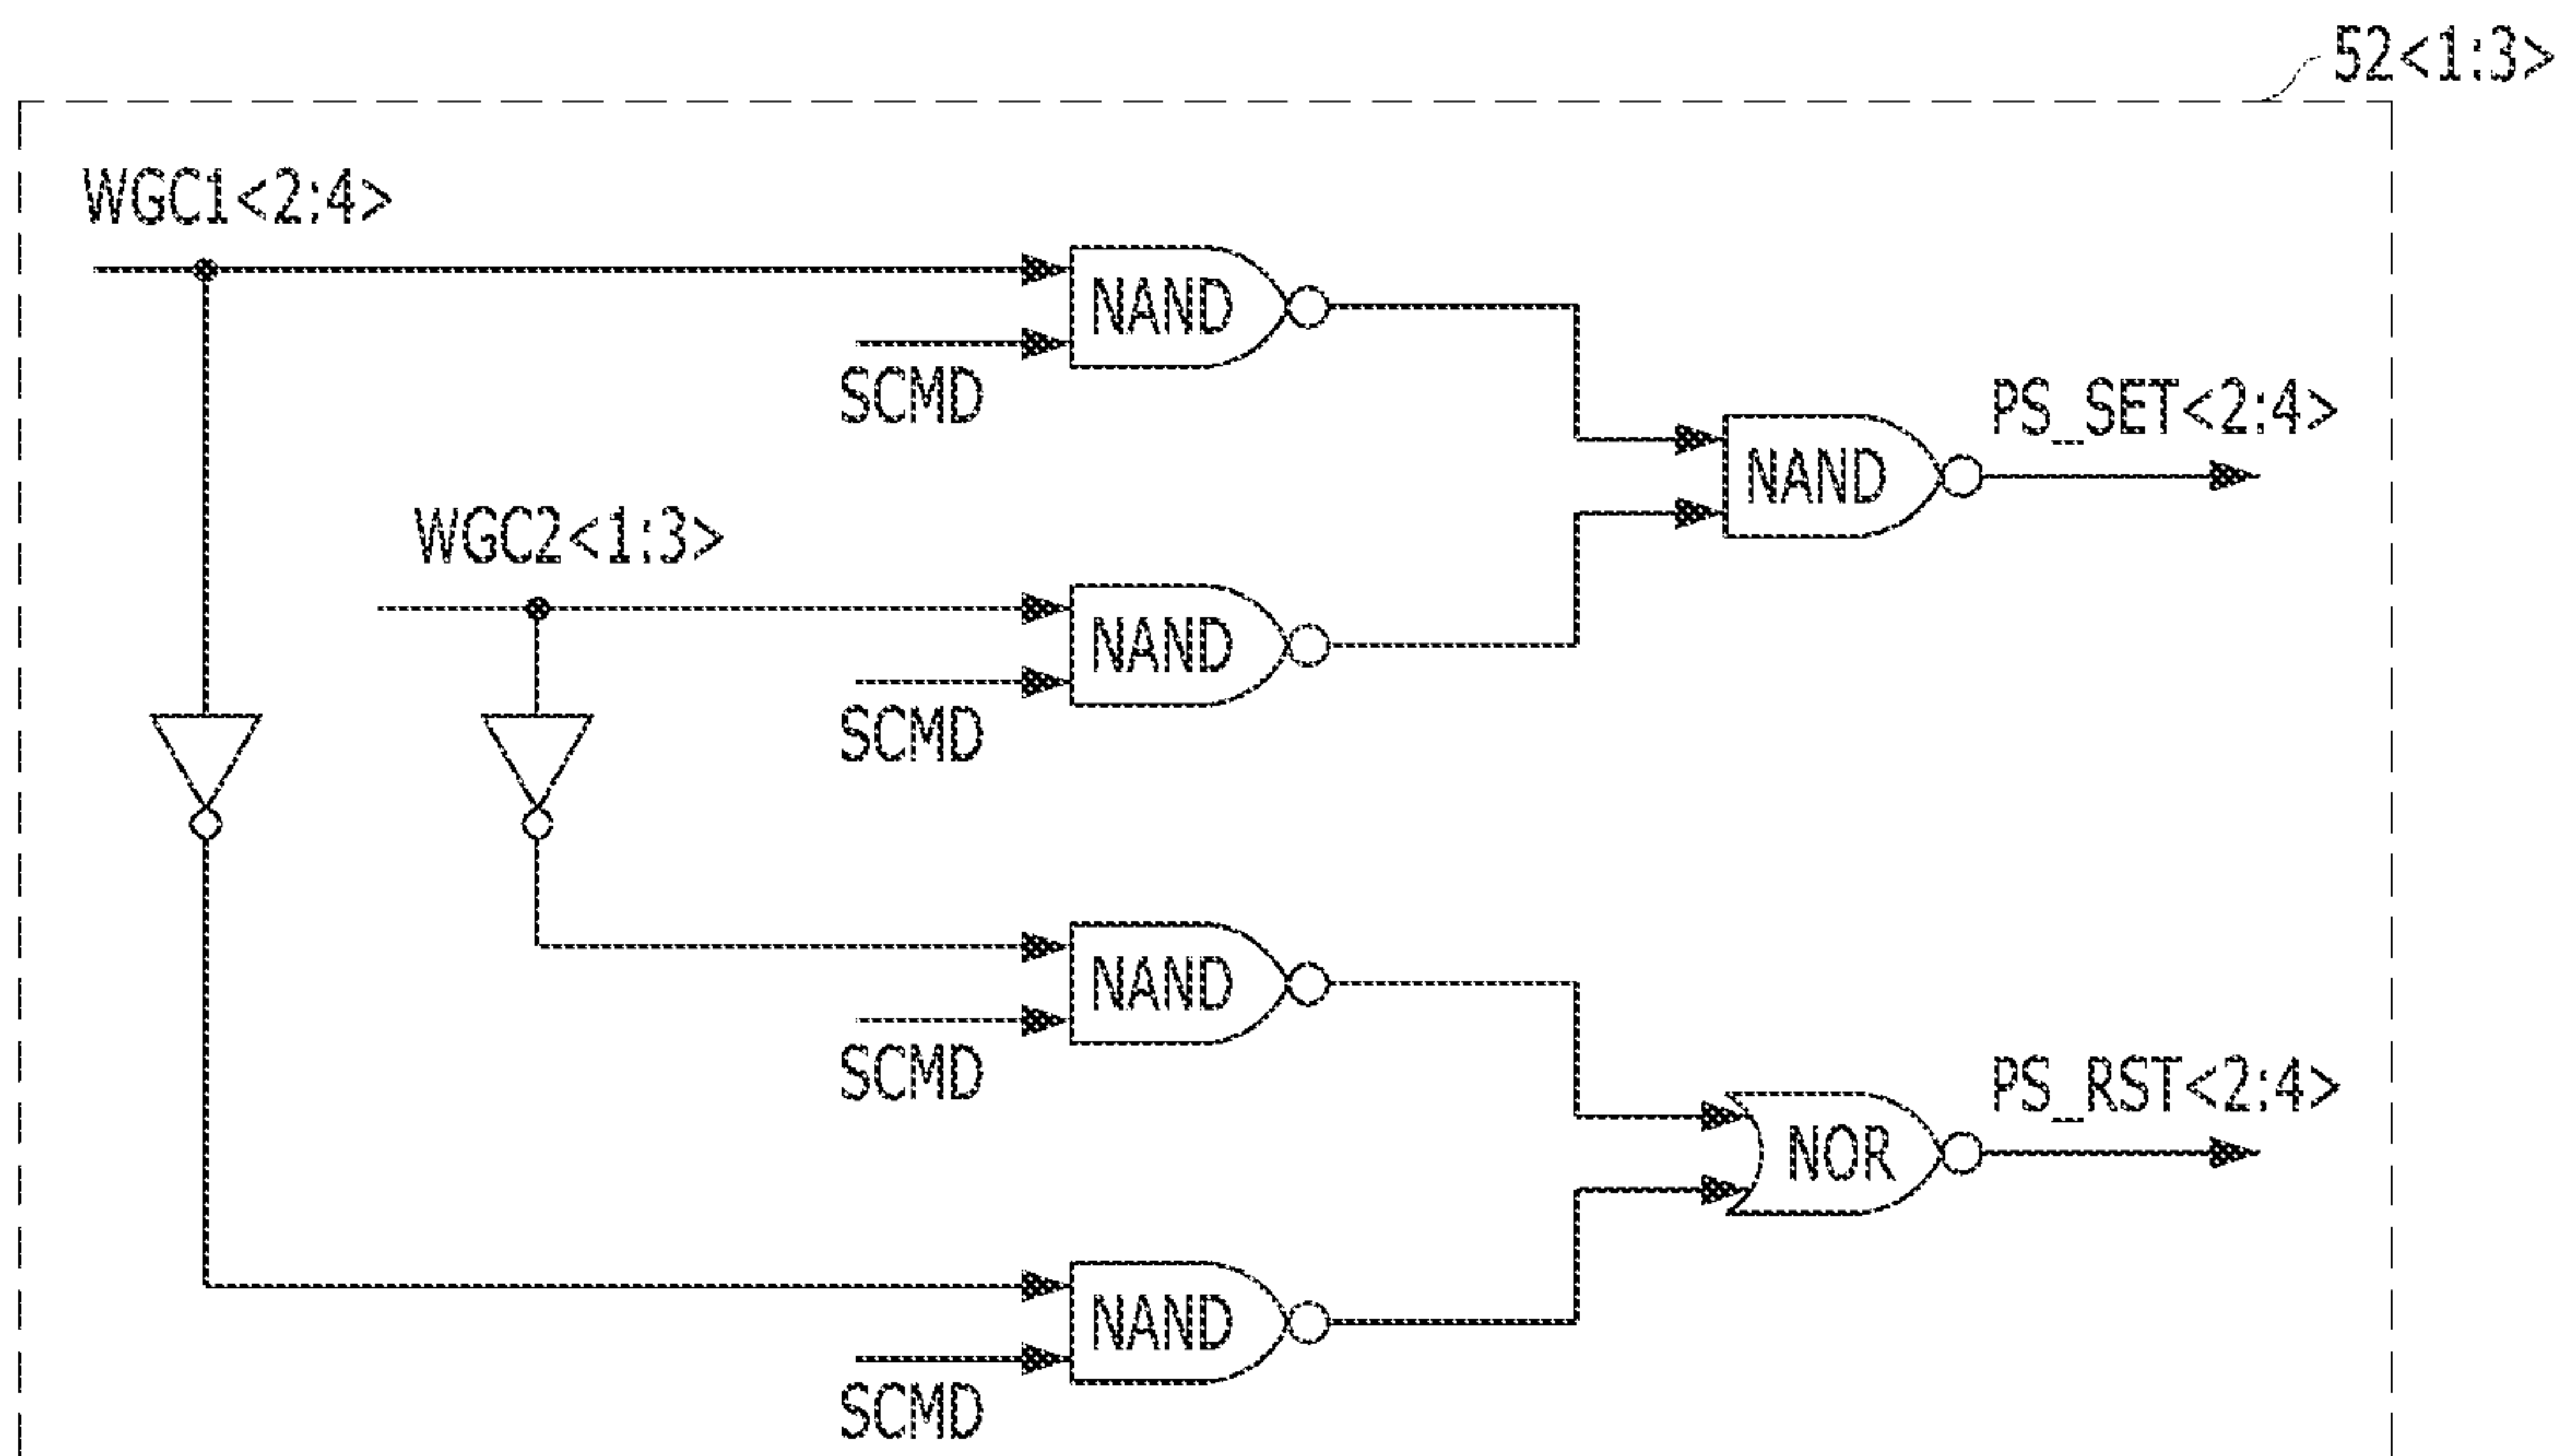 52<1:3>
WGC1<2:4>
NAND
SCMD
PS_SET<2:4>
NAND
WGC2<1:3>
NAND
SCMD
NAND
SCMD
PS_RST<2:4>
NOR
NAND
SCMD